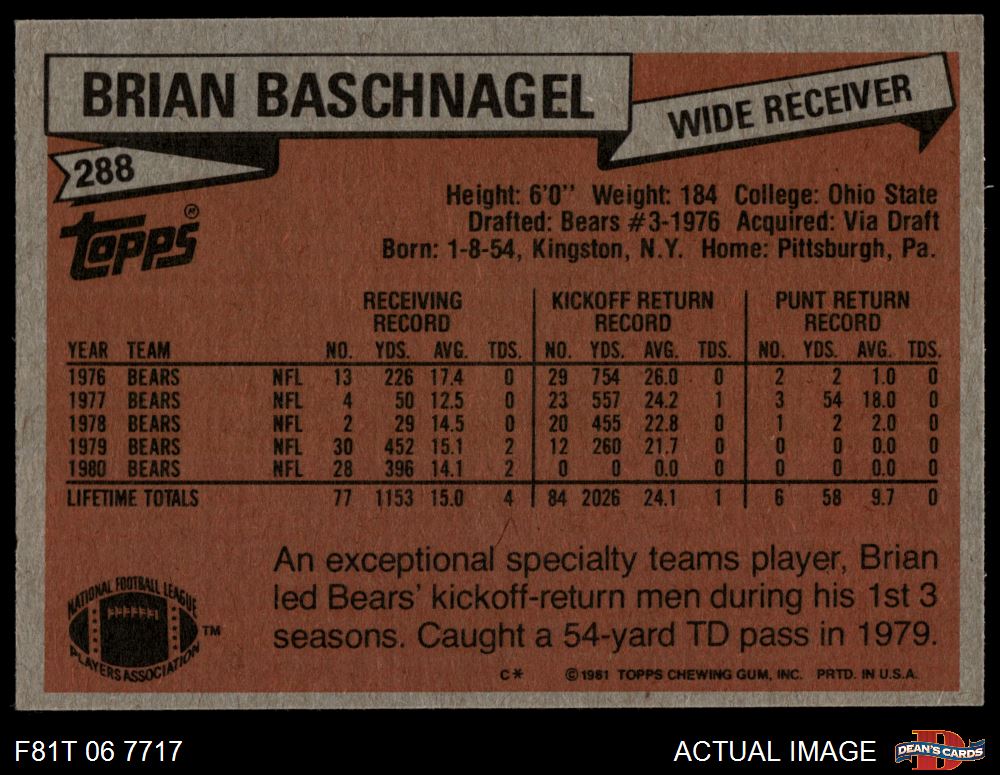 BRIAN BASCHNAGEL
WIDE RECEIVER
288
TOPPS®
Height: 6'0'' Weight: 184 College: Ohio State
Drafted: Bears #3-1976 Acquired: Via Draft
Born: 1-8-54, Kingston, N.Y. Home: Pittsburgh, Pa.
RECEIVING RECORD KICKOFF RETURN RECORD PUNT RETURN RECORD
YEAR TEAM NO. YDS. AVG. TDS. NO. YDS. AVG. TDS. NO. YDS. AVG. TDS.
1976 BEARS NFL 13 226 17.4 0 29 754 26.0 0 2 2 1.0 0
1977 BEARS NFL 4 50 12.5 0 23 557 24.2 1 3 54 18.0 0
1978 BEARS NFL 2 29 14.5 0 20 455 22.8 0 1 2 2.0 0
1979 BEARS NFL 30 452 15.1 2 12 260 21.7 0 0 0 0.0 0
1980 BEARS NFL 28 396 14.1 2 0 0 0.0 0 0 0 0.0 0
LIFETIME TOTALS 77 1153 15.0 4 84 2026 24.1 1 6 58 9.7 0
An exceptional specialty teams player, Brian
led Bears' kickoff-return men during his 1st 3
seasons. Caught a 54-yard TD pass in 1979.
NATIONAL FOOTBALL LEAGUE
PLAYERS ASSOCIATION
TM
C* ©1981 TOPPS CHEWING GUM, INC. PRTD. IN U.S.A.
F81T 06 7717
ACTUAL IMAGE
D
DEAN'S CARDS